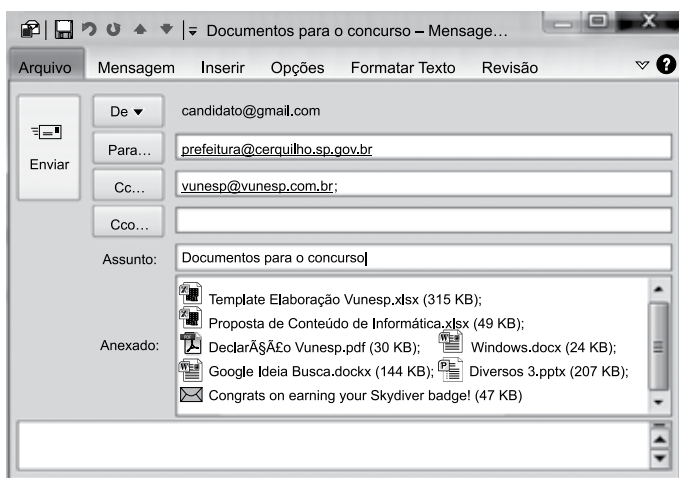 Documentos para o concurso – Mensage...
Arquivo Mensagem Inserir Opções Formatar Texto Revisão
De candidato@gmail.com
Enviar
Para... prefeitura@cerquilho.sp.gov.br
Cc... vunesp@vunesp.com.br;
Cco...
Assunto: Documentos para o concurso
Anexado:
Template Elaboração Vunesp.xlsx (315 KB);
Proposta de Conteúdo de Informática.xlsx (49 KB);
DeclarÃ§Ã£o Vunesp.pdf (30 KB); Windows.docx (24 KB);
Google Ideia Busca.dockx (144 KB); Diversos 3.pptx (207 KB);
Congrats on earning your Skydiver badge! (47 KB)